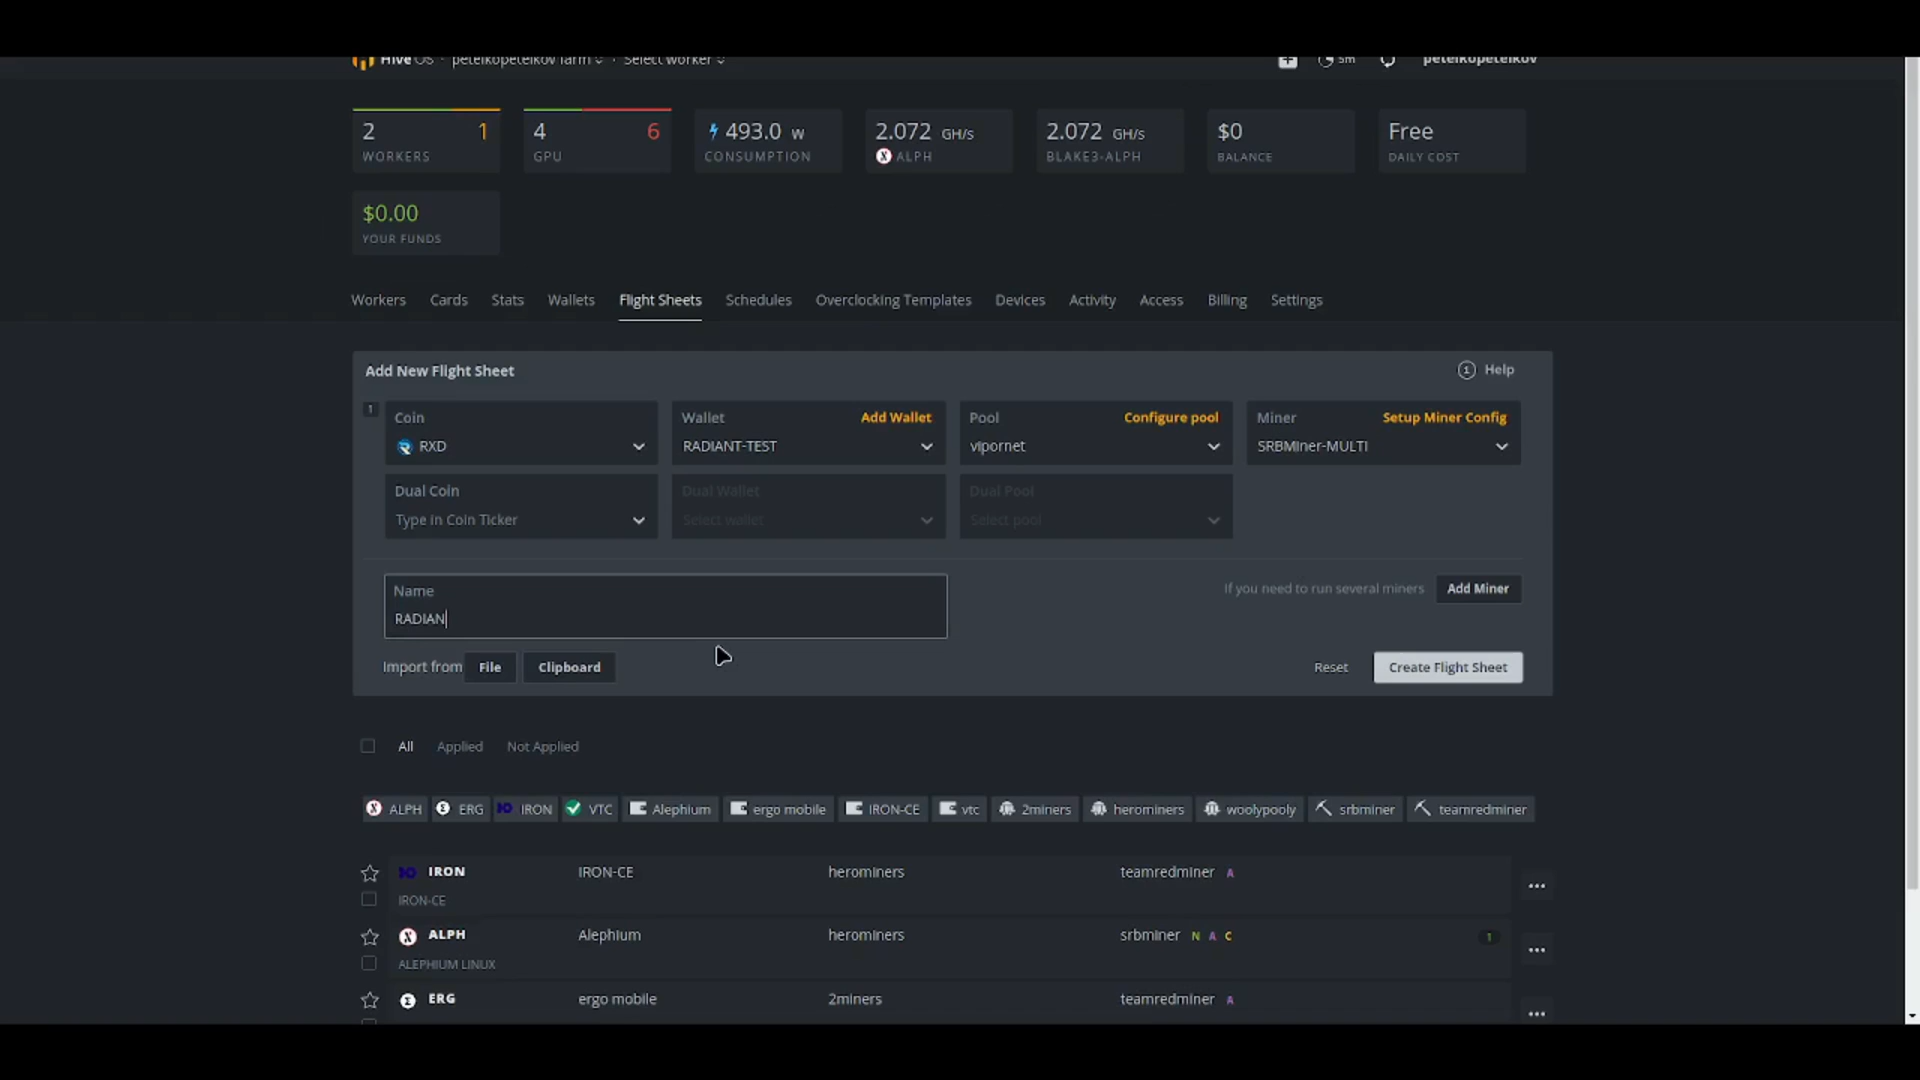 Hive OS · petelkopetelkov farm · Select worker 5m petelkopetelkov
2 1 4 6 493.0 W 2.072 GH/s 2.072 GH/s $0 Free
WORKERS GPU CONSUMPTION ALPH BLAKE3-ALPH BALANCE DAILY COST
$0.00
YOUR FUNDS
Workers Cards Stats Wallets Flight Sheets Schedules Overclocking Templates Devices Activity Access Billing Settings
Add New Flight Sheet Help
1 Coin Wallet Add Wallet Pool Configure pool Miner Setup Miner Config
RXD RADIANT-TEST vipornet SRBMiner-MULTI
Dual Coin Dual Wallet Dual Pool
Type in Coin Ticker Select wallet Select pool
Name If you need to run several miners Add Miner
RADIAN
Import from File Clipboard Reset Create Flight Sheet
All Applied Not Applied
ALPH ERG IRON VTC Alephium ergo mobile IRON-CE vtc 2miners herominers woolypooly srbminer teamredminer
IRON IRON-CE herominers teamredminer A
IRON-CE
ALPH Alephium herominers srbminer N A C 1
ALEPHIUM LINUX
ERG ergo mobile 2miners teamredminer A